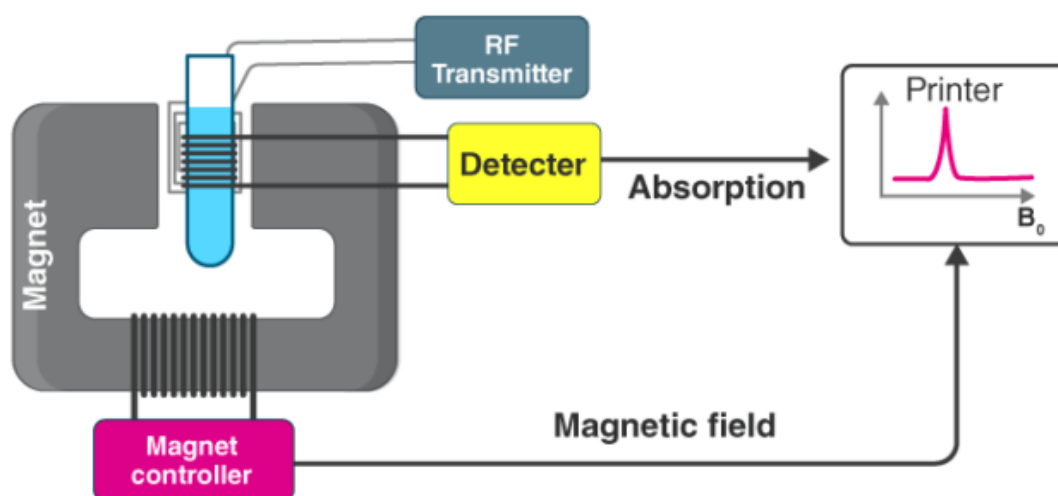 RF
Transmitter
Printer
Detecter
Absorption
B₀
Magnet
Magnetic field
Magnet
controller